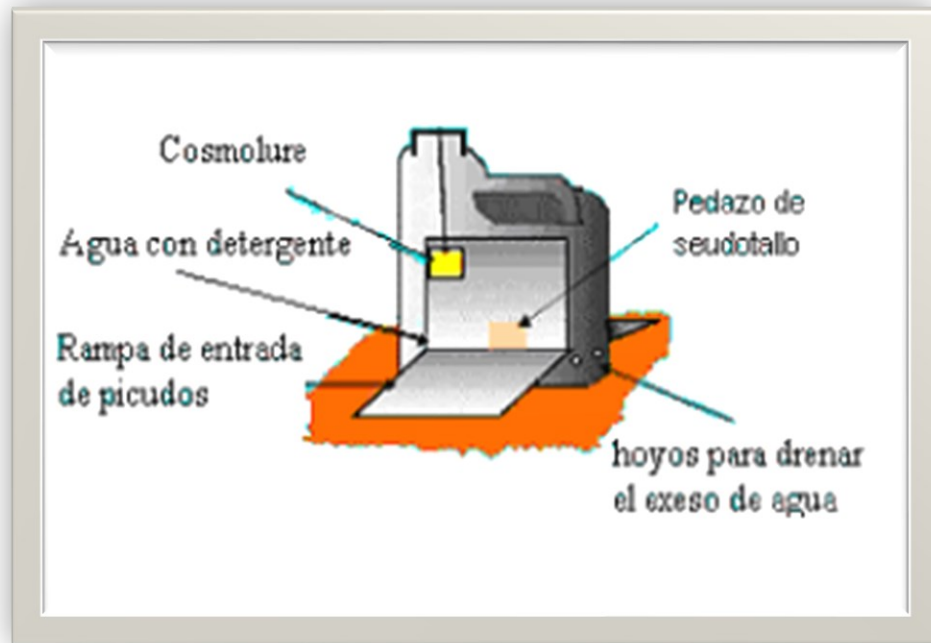 Cosmolure
Agua con detergente
Rampa de entrada
de picudos
Pedazo de
seudotallo
hoyos para drenar
el exeso de agua